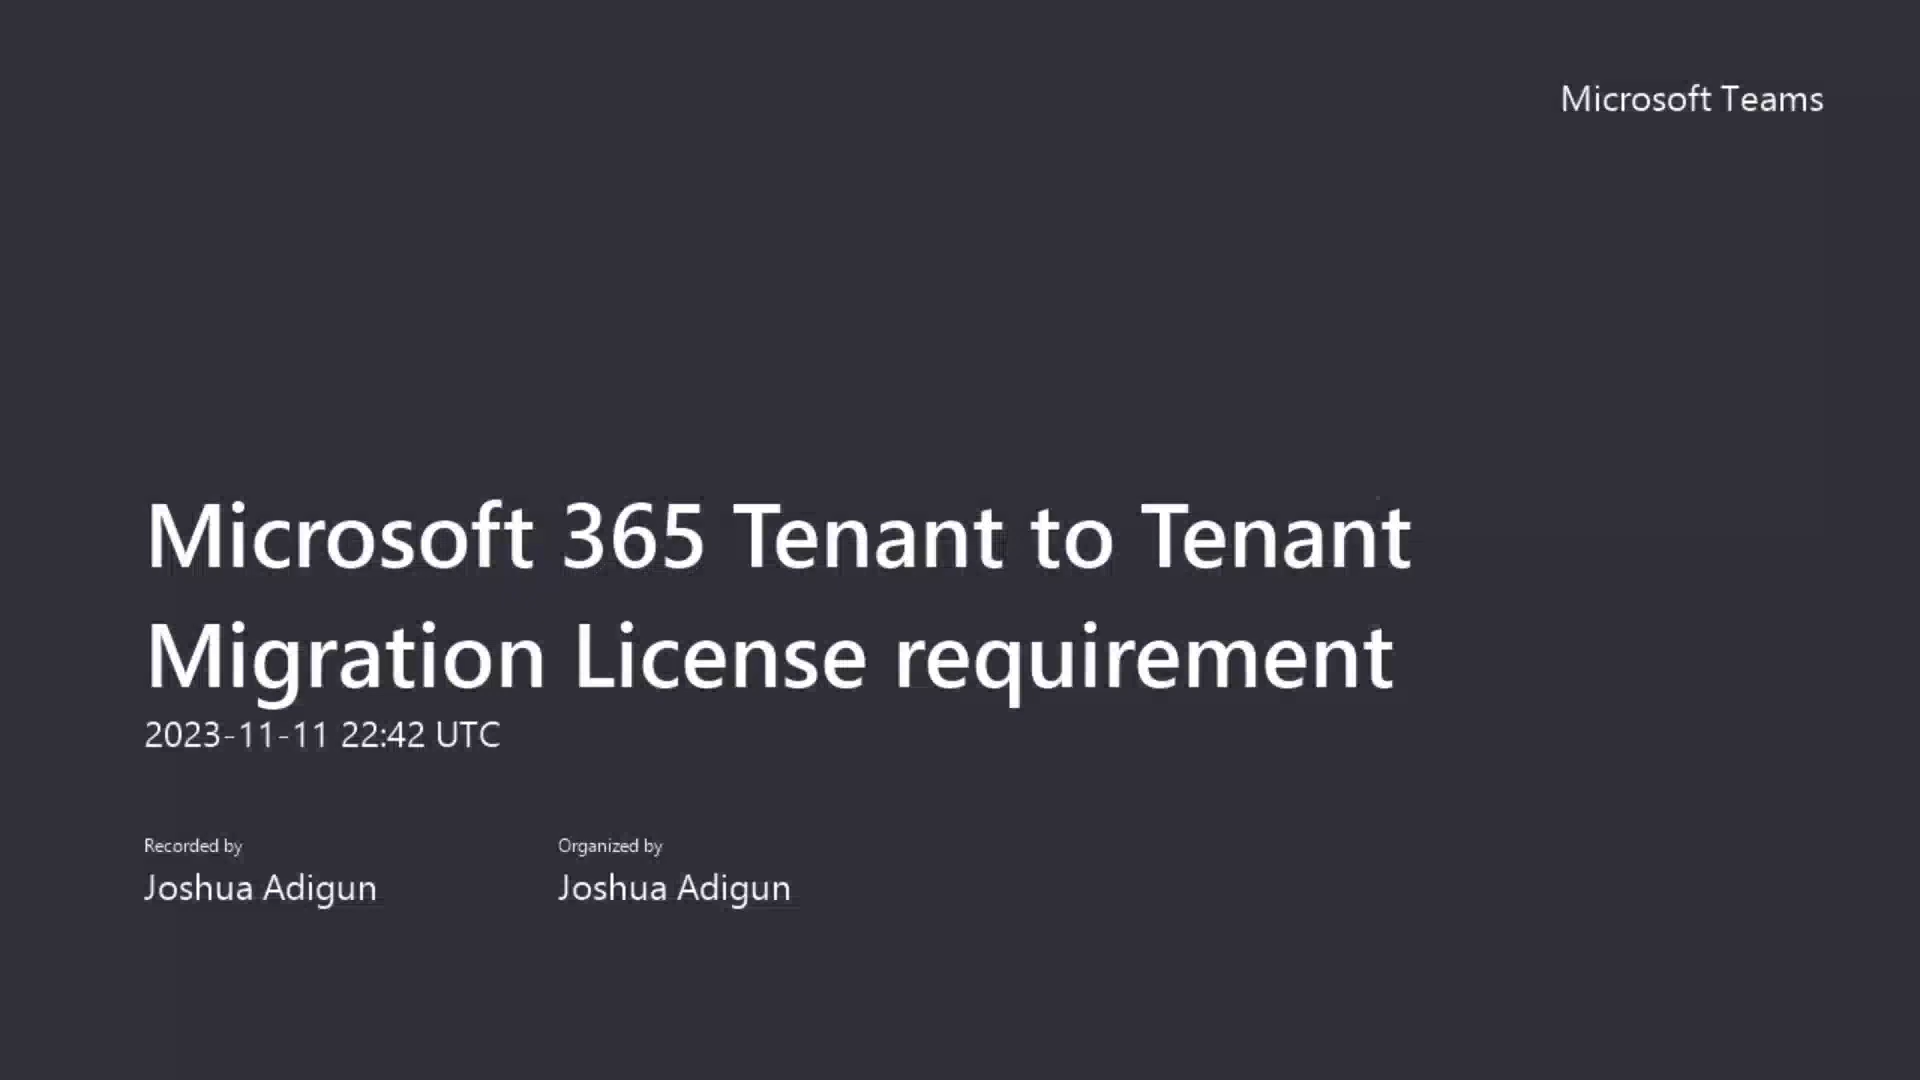 Microsoft Teams
Microsoft 365 Tenant to Tenant
Migration License requirement
2023-11-11 22:42 UTC
Recorded by
Joshua Adigun
Organized by
Joshua Adigun